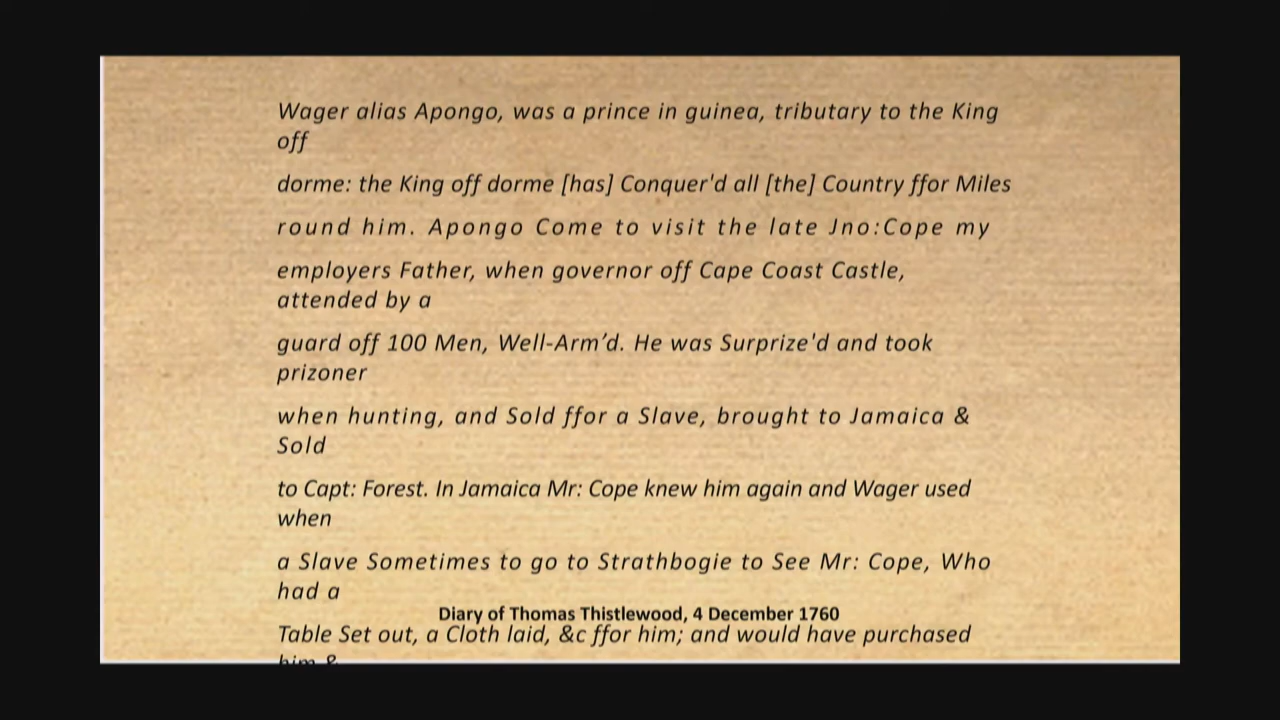 Wager alias Apongo, was a prince in guinea, tributary to the King
off
dorme: the King off dorme [has] Conquer'd all [the] Country ffor Miles
round him. Apongo Come to visit the late Jno:Cope my
employers Father, when governor off Cape Coast Castle,
attended by a
guard off 100 Men, Well-Arm’d. He was Surprize'd and took
prizoner
when hunting, and Sold ffor a Slave, brought to Jamaica &
Sold
to Capt: Forest. In Jamaica Mr: Cope knew him again and Wager used
when
a Slave Sometimes to go to Strathbogie to See Mr: Cope, Who
had a
Diary of Thomas Thistlewood, 4 December 1760
Table Set out, a Cloth laid, &c ffor him; and would have purchased
him &